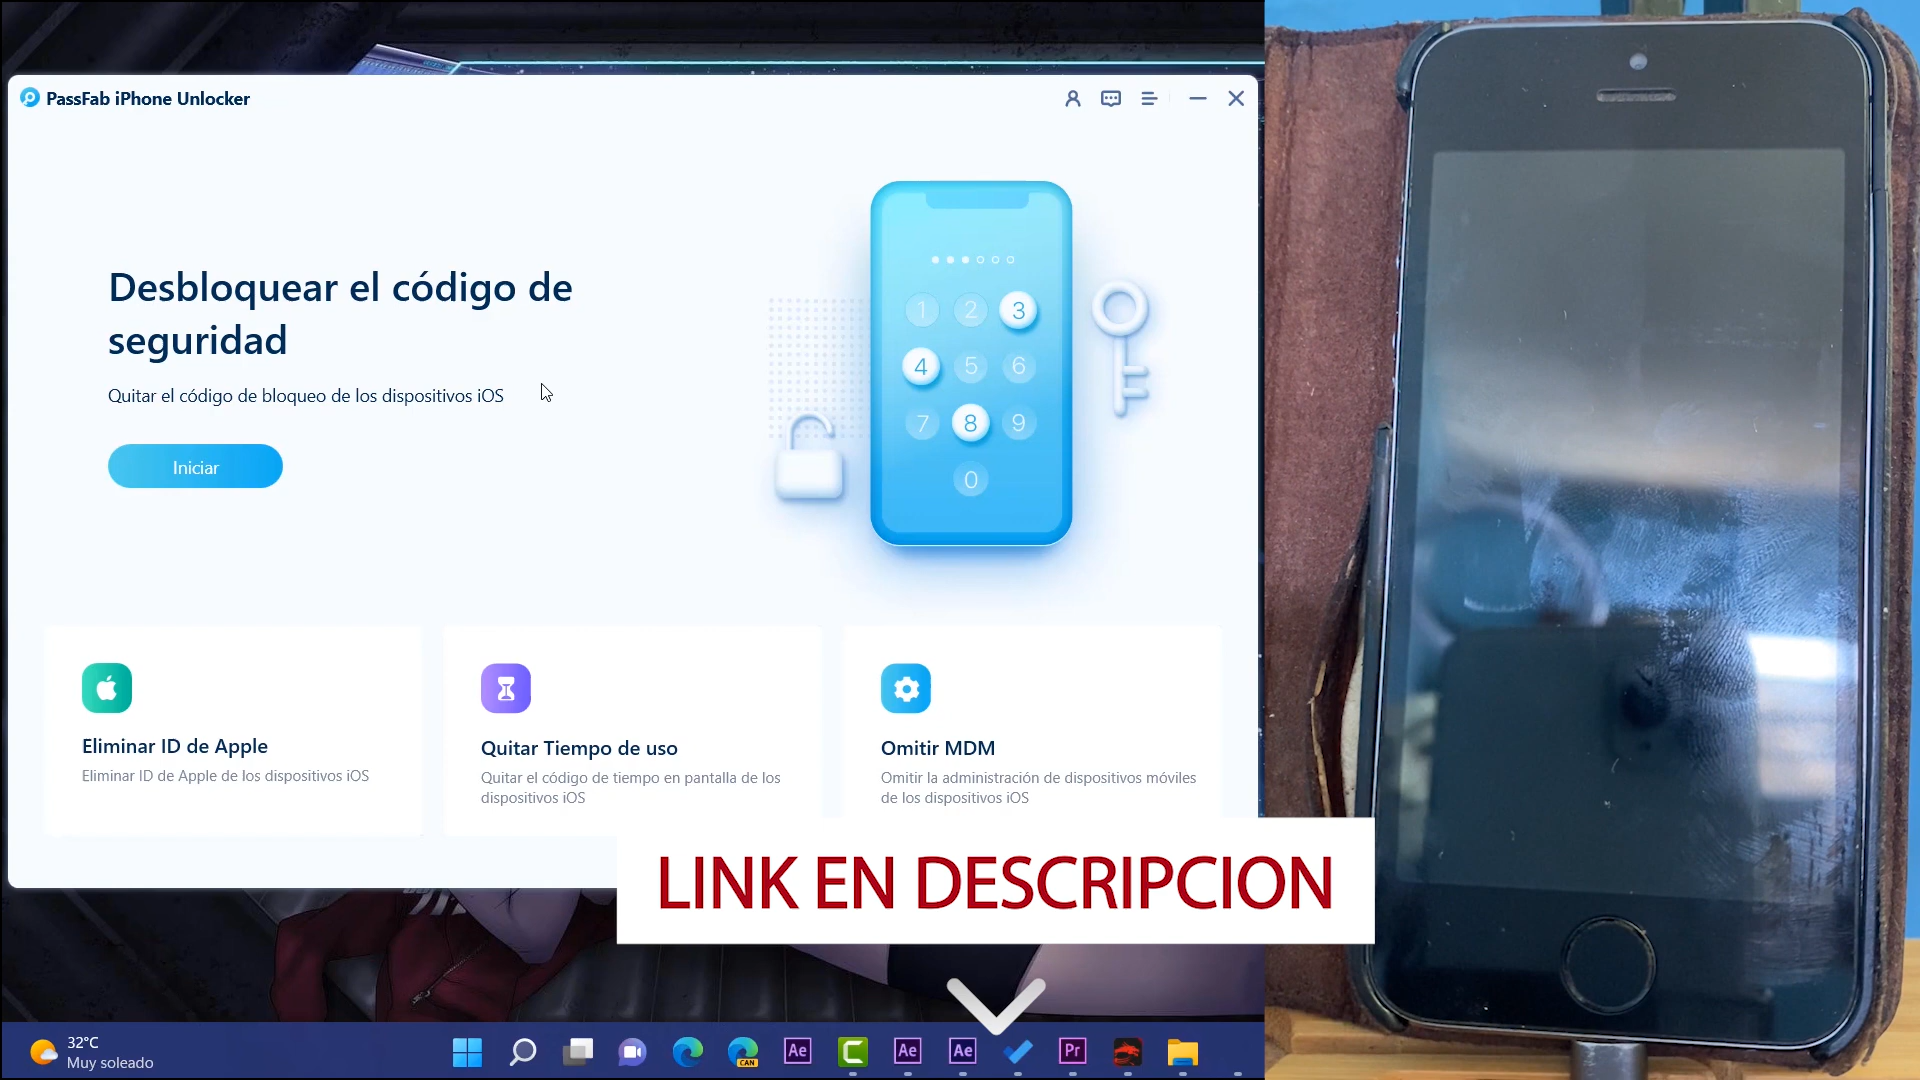 PassFab iPhone Unlocker
Desbloquear el código de
seguridad
Quitar el código de bloqueo de los dispositivos iOS
Iniciar
1 2 3
4 5 6
7 8 9
0
Eliminar ID de Apple
Eliminar ID de Apple de los dispositivos iOS
Quitar Tiempo de uso
Quitar el código de tiempo en pantalla de los
dispositivos iOS
Omitir MDM
Omitir la administración de dispositivos móviles
de los dispositivos iOS
LINK EN DESCRIPCION
32°C
Muy soleado
CAN
Ae
C
Ae
Ae
Pr